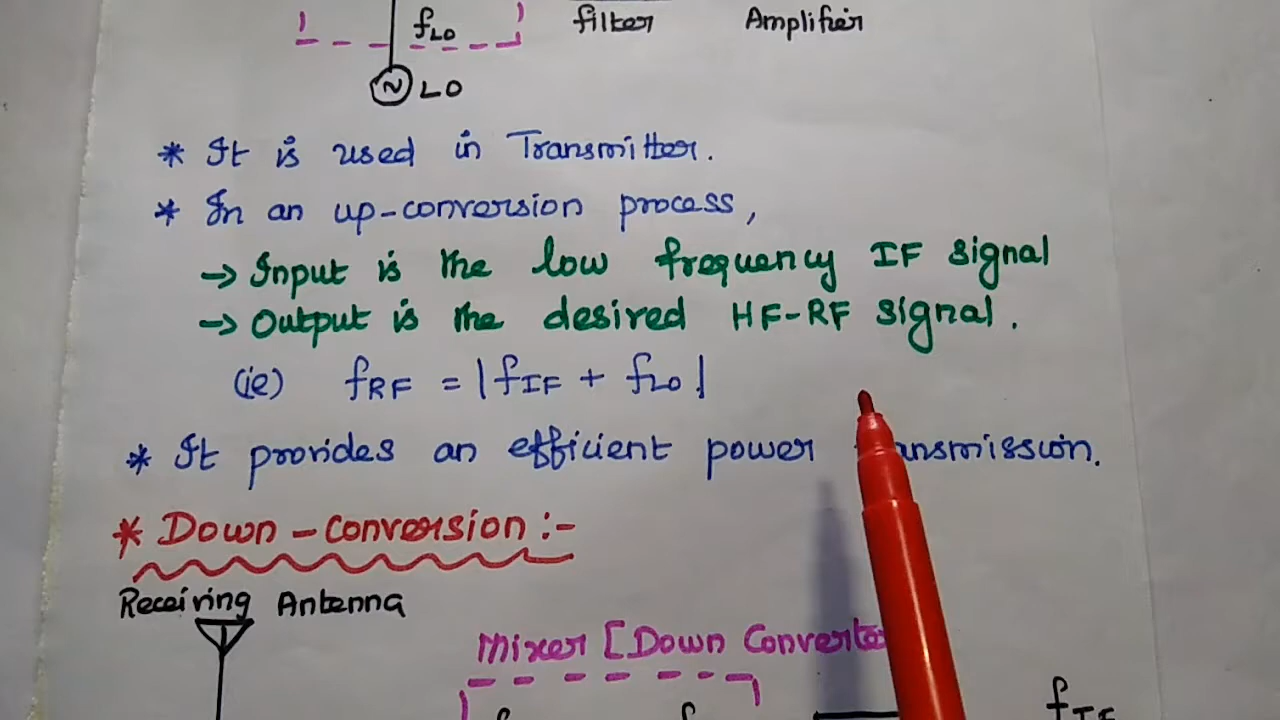 fLO filter Amplifier
LO
* It is used in Transmitter.
* In an up-conversion process,
→ Input is the low frequency IF signal
→ Output is the desired HF-RF signal.
(ie) fRF = |fIF + fLO|
* It provides an efficient power ansmission.
* Down-conversion:-
Receiving Antenna
Mixer [Down Converte
fIF